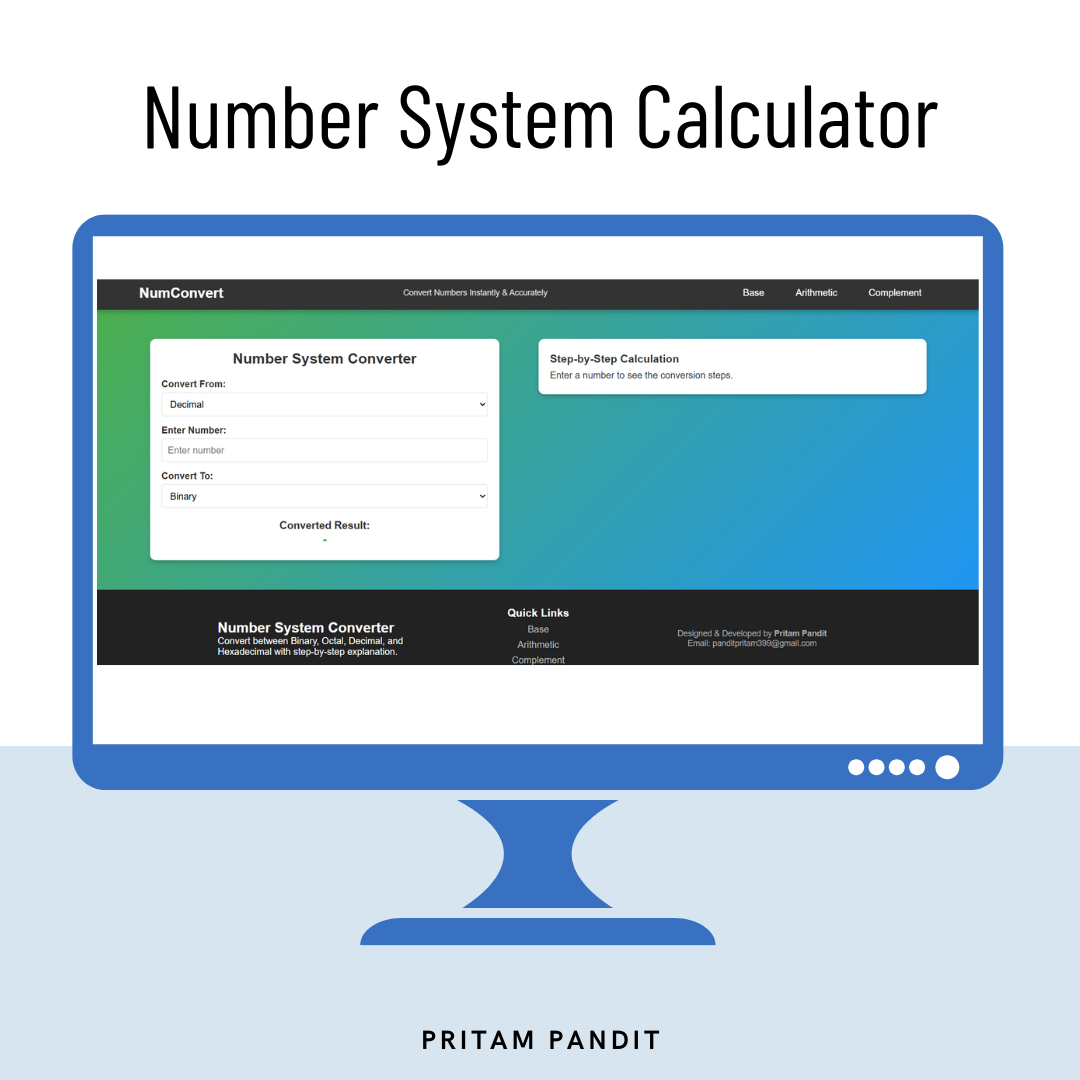 Number System Calculator
NumConvert
Convert Numbers Instantly & Accurately
Base
Arithmetic
Complement
Number System Converter
Convert From:
Decimal
Enter Number:
Enter number
Convert To:
Binary
Converted Result:
-
Step-by-Step Calculation
Enter a number to see the conversion steps.
Number System Converter
Convert between Binary, Octal, Decimal, and
Hexadecimal with step-by-step explanation.
Quick Links
Base
Arithmetic
Complement
Designed & Developed by Pritam Pandit
Email: panditpritam399@gmail.com
PRITAM PANDIT